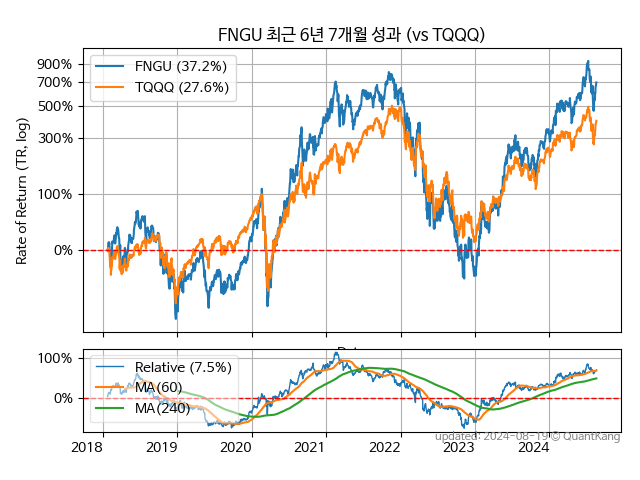 FNGU 최근 6년 7개월 성과 (vs TQQQ)
Rate of Return (TR, log)
900%
700%
500%
300%
100%
0%
FNGU (37.2%)
TQQQ (27.6%)
100%
0%
Relative (7.5%)
MA(60)
MA(240)
2018
2019
2020
2021
2022
2023
2024
updated: 2024-08-19 © QuantKang